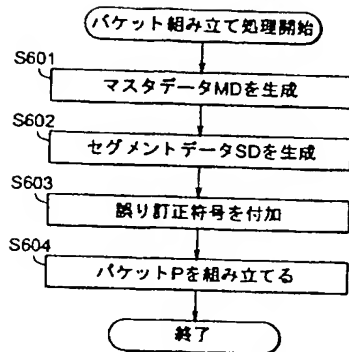 パケット組み立て処理開始
S601
マスタデータMDを生成
S602
セグメントデータSDを生成
S603
誤り訂正符号を付加
S604
パケットPを組み立てる
終了